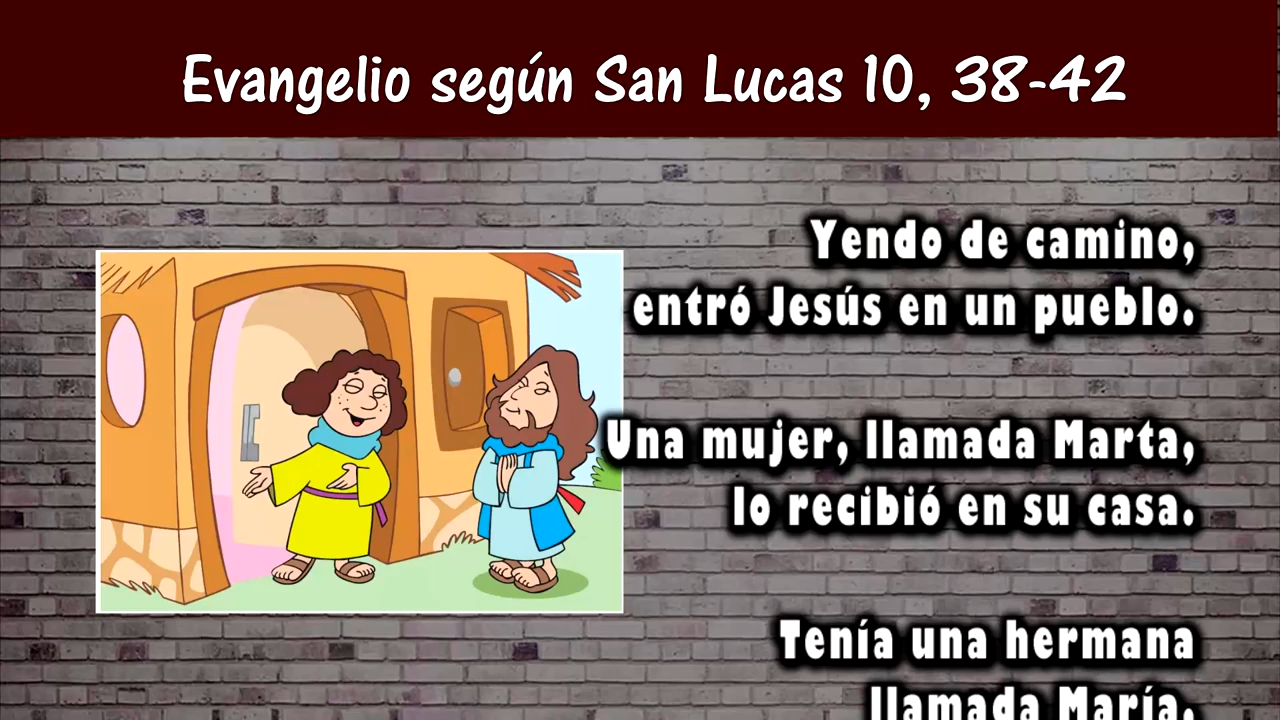 Evangelio según San Lucas 10, 38-42
Yendo de camino,
entró Jesús en un pueblo.
Una mujer, llamada Marta,
lo recibió en su casa.
Tenía una hermana
llamada María.